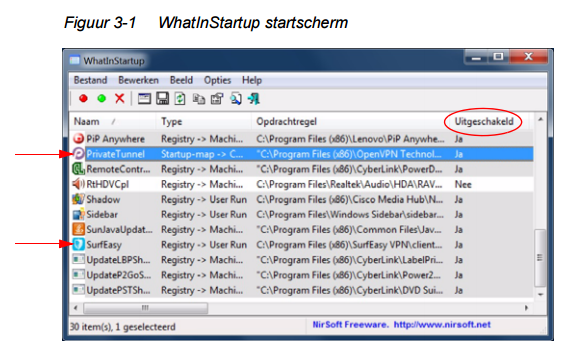 Figuur 3-1 WhatInStartup startscherm
WhatInStartup
Bestand Bewerken Beeld Opties Help
Naam / Type Opdrachtregel Uitgeschakeld
PiP Anywhere Registry -> Machi... C:\Program Files (x86)\Lenovo\PiP Anywhe... Ja
PrivateTunnel Startup-map -> C... "C:\Program Files (x86)\OpenVPN Technol... Ja
RemoteContr... Registry -> Machi... "C:\Program Files (x86)\CyberLink\PowerD... Ja
RtHDVCpl Registry -> Machi... C:\Program Files\Realtek\Audio\HDA\RAV... Nee
Shadow Registry -> User Run C:\Program Files (x86)\Cisco Media Hub\N... Ja
Sidebar Registry -> User Run C:\Program Files\Windows Sidebar\sidebar... Ja
SunJavaUpdat... Registry -> Machi... "C:\Program Files (x86)\Common Files\Jav... Ja
SurfEasy Registry -> User Run C:\Program Files (x86)\SurfEasy VPN\client... Ja
UpdateLBPSh... Registry -> Machi... "C:\Program Files (x86)\CyberLink\LabelPri... Ja
UpdateP2GoS... Registry -> Machi... "C:\Program Files (x86)\CyberLink\Power2... Ja
UpdatePSTSh... Registry -> Machi... "C:\Program Files (x86)\CyberLink\DVD Sui... Ja
30 item(s), 1 geselecteerd NirSoft Freeware. http://www.nirsoft.net